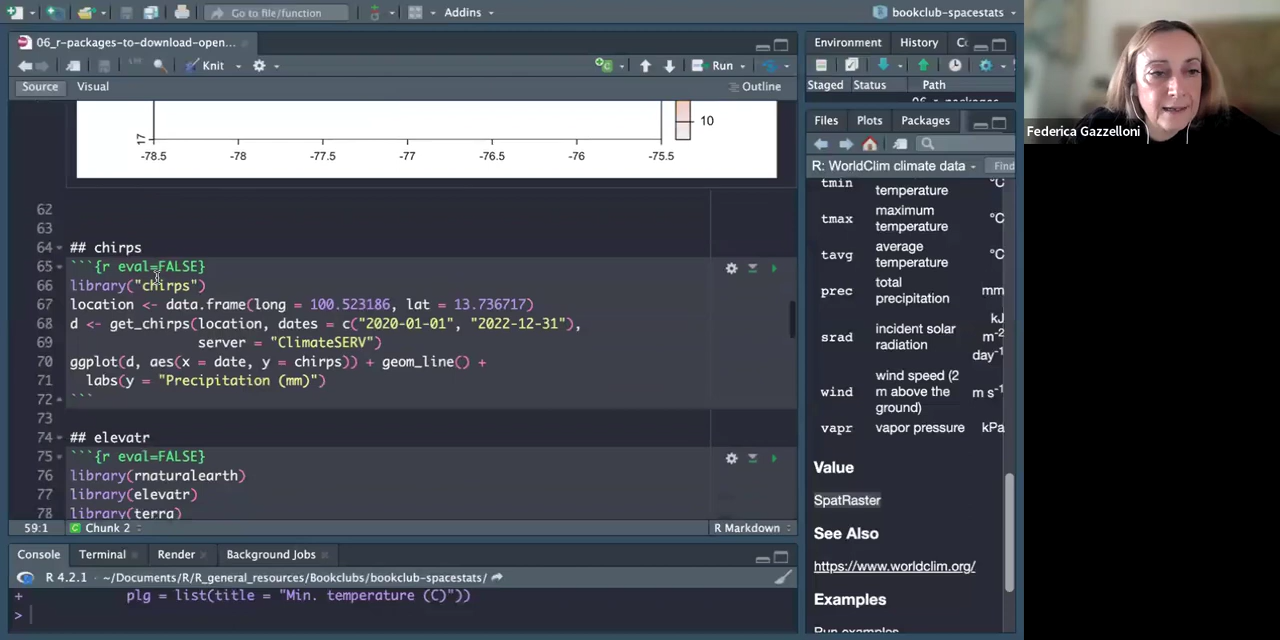 Go to file/function
Addins
bookclub-spacestats
06_r-packages-to-download-open...
Knit
Run
Source
Visual
Outline
10
17
-78.5
-78
-77.5
-77
-76.5
-76
-75.5
62
63
64 ## chirps
65 ```{r eval=FALSE}
66 library("chirps")
67 location <- data.frame(long = 100.523186, lat = 13.736717)
68 d <- get_chirps(location, dates = c("2020-01-01", "2022-12-31"),
69 server = "ClimateSERV")
70 ggplot(d, aes(x = date, y = chirps)) + geom_line() +
71 labs(y = "Precipitation (mm)")
72 ```
73
74 ## elevatr
75 ```{r eval=FALSE}
76 library(rnaturalearth)
77 library(elevatr)
78 library(terra)
59:1
Chunk 2
R Markdown
Console
Terminal
Render
Background Jobs
R 4.2.1 · ~/Documents/R/R_general_resources/Bookclubs/bookclub-spacestats/
+ plg = list(title = "Min. temperature (C)"))
>
Environment
History
Staged Status Path
06_r-packages
Files
Plots
Packages
R: WorldClim climate data
tmin temperature °C
tmax maximum temperature °C
tavg average temperature °C
prec total precipitation mm
srad incident solar radiation kJ m-2 day-1
wind wind speed (2 m above the ground) m s-1
vapr vapor pressure kPa
Value
SpatRaster
See Also
https://www.worldclim.org/
Examples
Run examples
Federica Gazzelloni